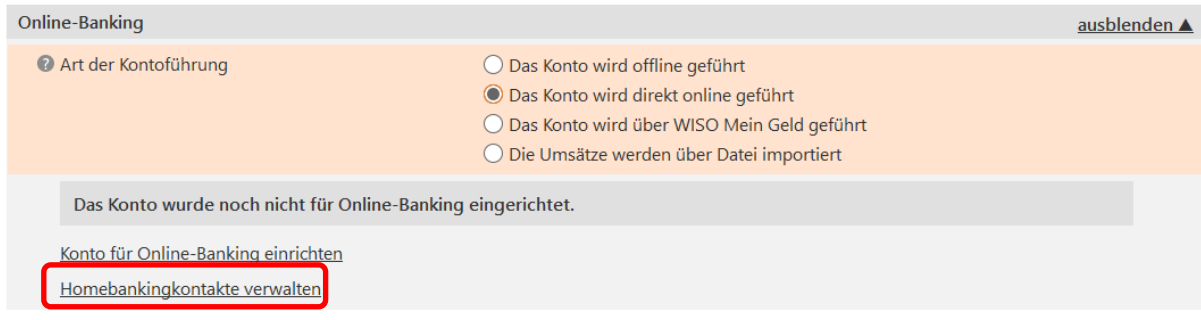 Online-Banking ausblenden ▲
? Art der Kontoführung Das Konto wird offline geführt
Das Konto wird direkt online geführt
Das Konto wird über WISO Mein Geld geführt
Die Umsätze werden über Datei importiert
Das Konto wurde noch nicht für Online-Banking eingerichtet.
Konto für Online-Banking einrichten
Homebankingkontakte verwalten